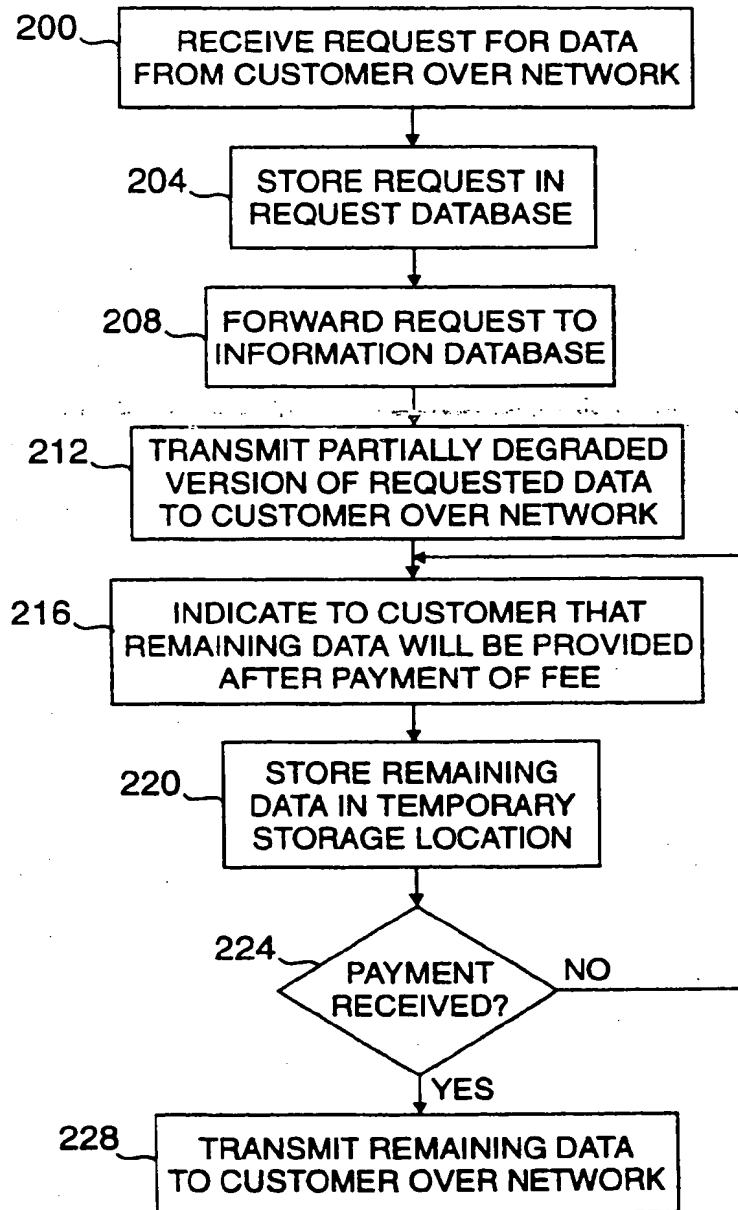 200
RECEIVE REQUEST FOR DATA
FROM CUSTOMER OVER NETWORK
204
STORE REQUEST IN
REQUEST DATABASE
208
FORWARD REQUEST TO
INFORMATION DATABASE
212
TRANSMIT PARTIALLY DEGRADED
VERSION OF REQUESTED DATA
TO CUSTOMER OVER NETWORK
216
INDICATE TO CUSTOMER THAT
REMAINING DATA WILL BE PROVIDED
AFTER PAYMENT OF FEE
220
STORE REMAINING
DATA IN TEMPORARY
STORAGE LOCATION
224
PAYMENT
RECEIVED?
NO
YES
228
TRANSMIT REMAINING DATA
TO CUSTOMER OVER NETWORK